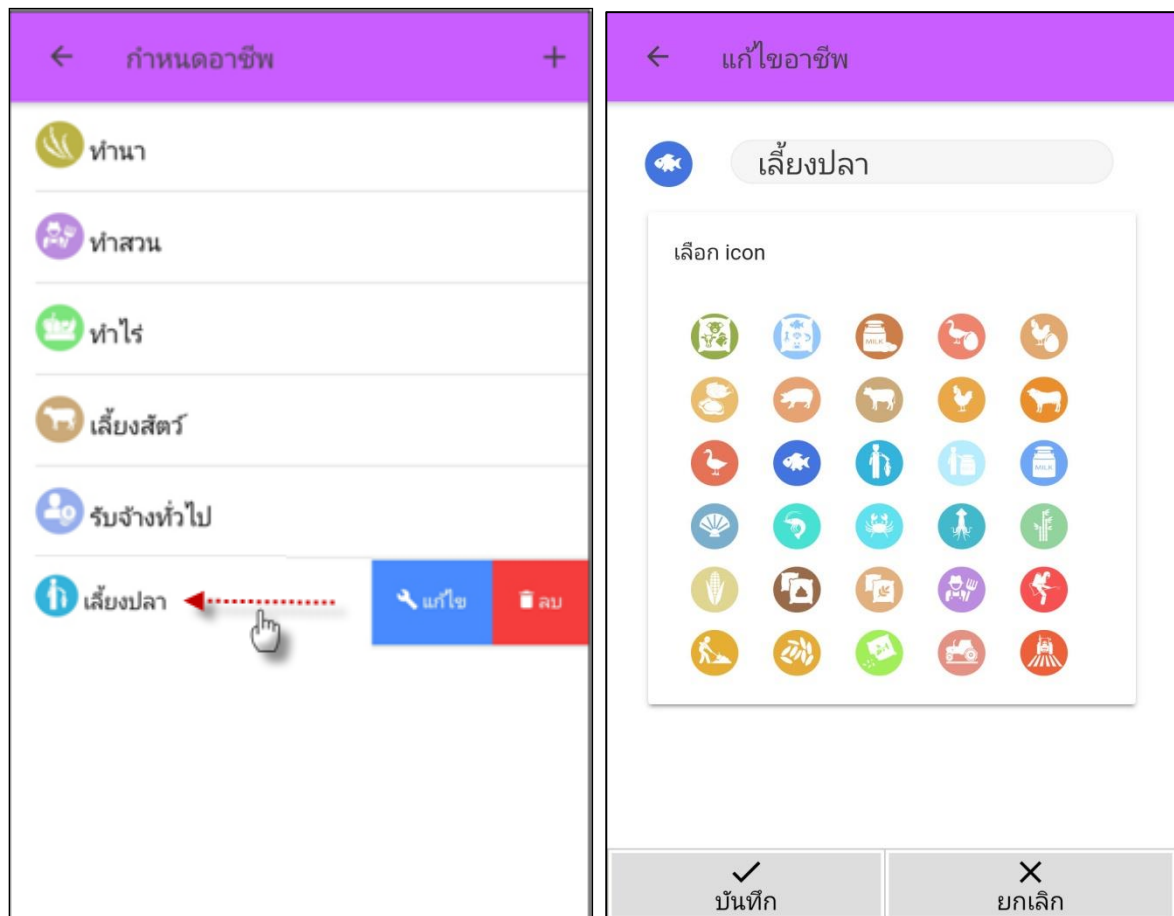 กำหนดอาชีพ
ทำนา
ทำสวน
ทำไร่
เลี้ยงสัตว์
รับจ้างทั่วไป
เลี้ยงปลา แก้ไข ลบ
แก้ไขอาชีพ
เลี้ยงปลา
เลือก icon
MILK
MILK
บันทึก ยกเลิก